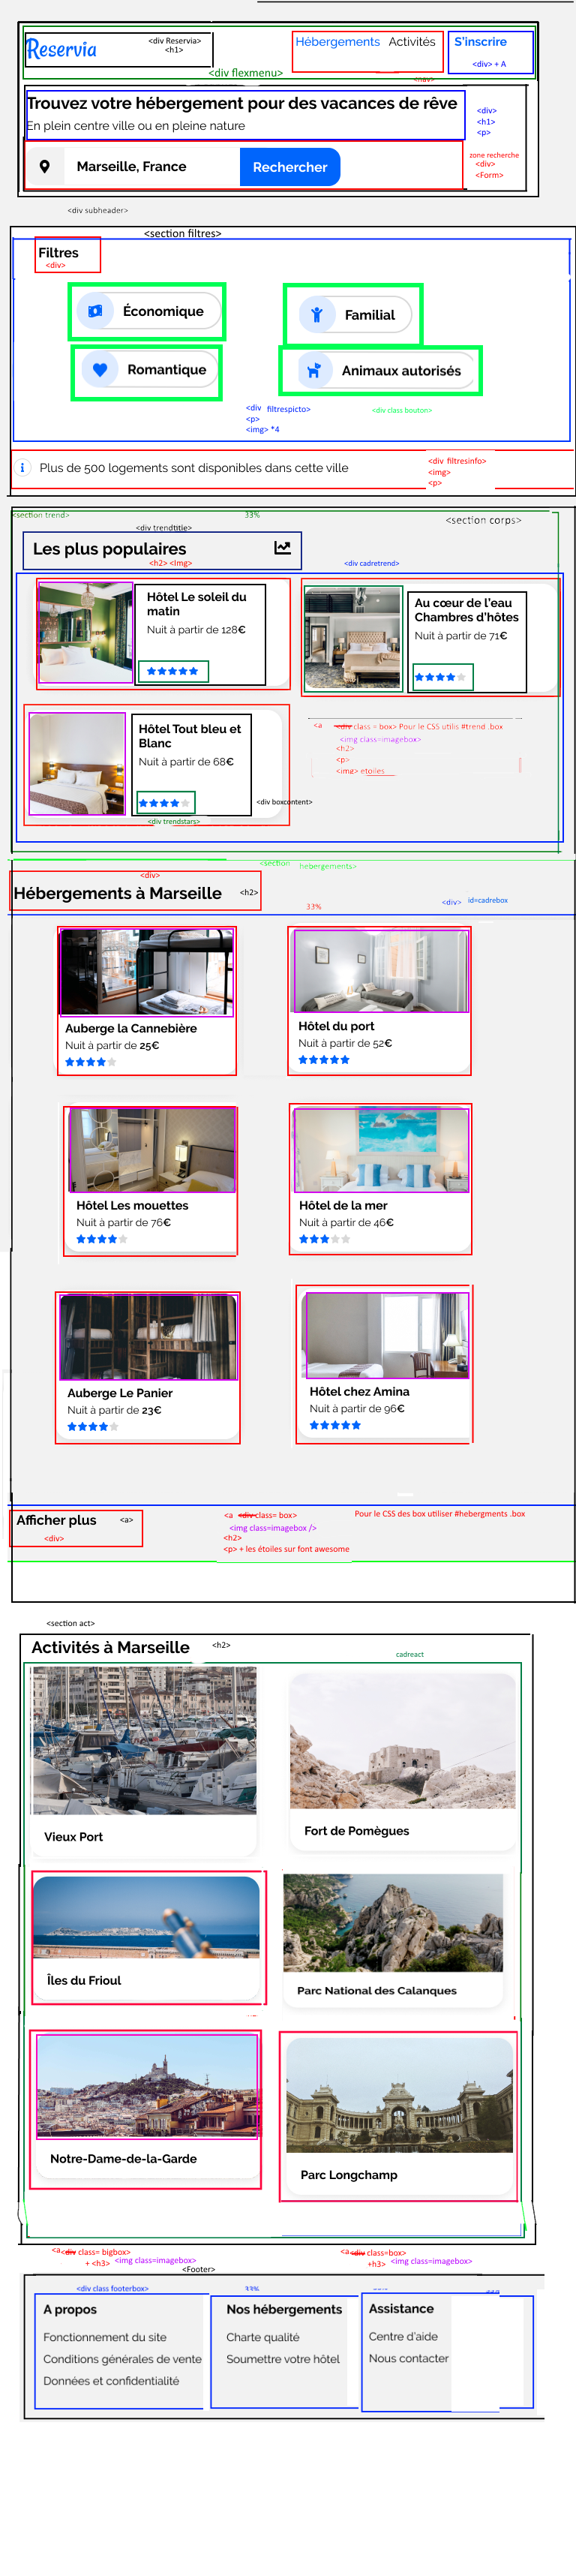 Reservia
<div Reservia>
<h1>
Hébergements Activités
S'inscrire
<div> + A
<div flexmenu>
<nav>
Trouvez votre hébergement pour des vacances de rêve
En plein centre ville ou en pleine nature
<div>
<h1>
<p>
Marseille, France
Rechercher
zone recherche
<div>
<Form>
<div subheader>
<section filtres>
Filtres
<div>
Économique
Familial
Romantique
Animaux autorisés
<div filtrespicto>
<p>
<img> *4
<div class bouton>
Plus de 500 logements sont disponibles dans cette ville
<div filtresinfo>
<img>
<p>
<section trend>
33%
<section corps>
<div trendtitle>
Les plus populaires
<h2> <Img>
<div cadretrend>
Hôtel Le soleil du
matin
Nuit à partir de 128€
Au cœur de l'eau
Chambres d'hôtes
Nuit à partir de 71€
Hôtel Tout bleu et
Blanc
Nuit à partir de 68€
<div boxcontent>
<div trendstars>
<a <div class = box> Pour le CSS utilis #trend .box
<img class=imagebox>
<h2>
<p>
<img> etoiles
<section hebergements>
<div>
Hébergements à Marseille
<h2>
33%
<div> id=cadrebox
Auberge la Cannebière
Nuit à partir de 25€
Hôtel du port
Nuit à partir de 52€
Hôtel Les mouettes
Nuit à partir de 76€
Hôtel de la mer
Nuit à partir de 46€
Auberge Le Panier
Nuit à partir de 23€
Hôtel chez Amina
Nuit à partir de 96€
Afficher plus
<a>
<div>
<a <div class= box>
<img class=imagebox />
<h2>
<p> + les étoiles sur font awesome
Pour le CSS des box utiliser #hebergments .box
<section act>
Activités à Marseille
<h2>
cadreact
Vieux Port
Fort de Pomègues
Îles du Frioul
Parc National des Calanques
Notre-Dame-de-la-Garde
Parc Longchamp
<a<div class= bigbox>
+ <h3> <img class=imagebox>
<a<div class=box>
+h3> <img class=imagebox>
<Footer>
<div class footerbox>
33%
A propos
Fonctionnement du site
Conditions générales de vente
Données et confidentialité
Nos hébergements
Charte qualité
Soumettre votre hôtel
Assistance
Centre d'aide
Nous contacter